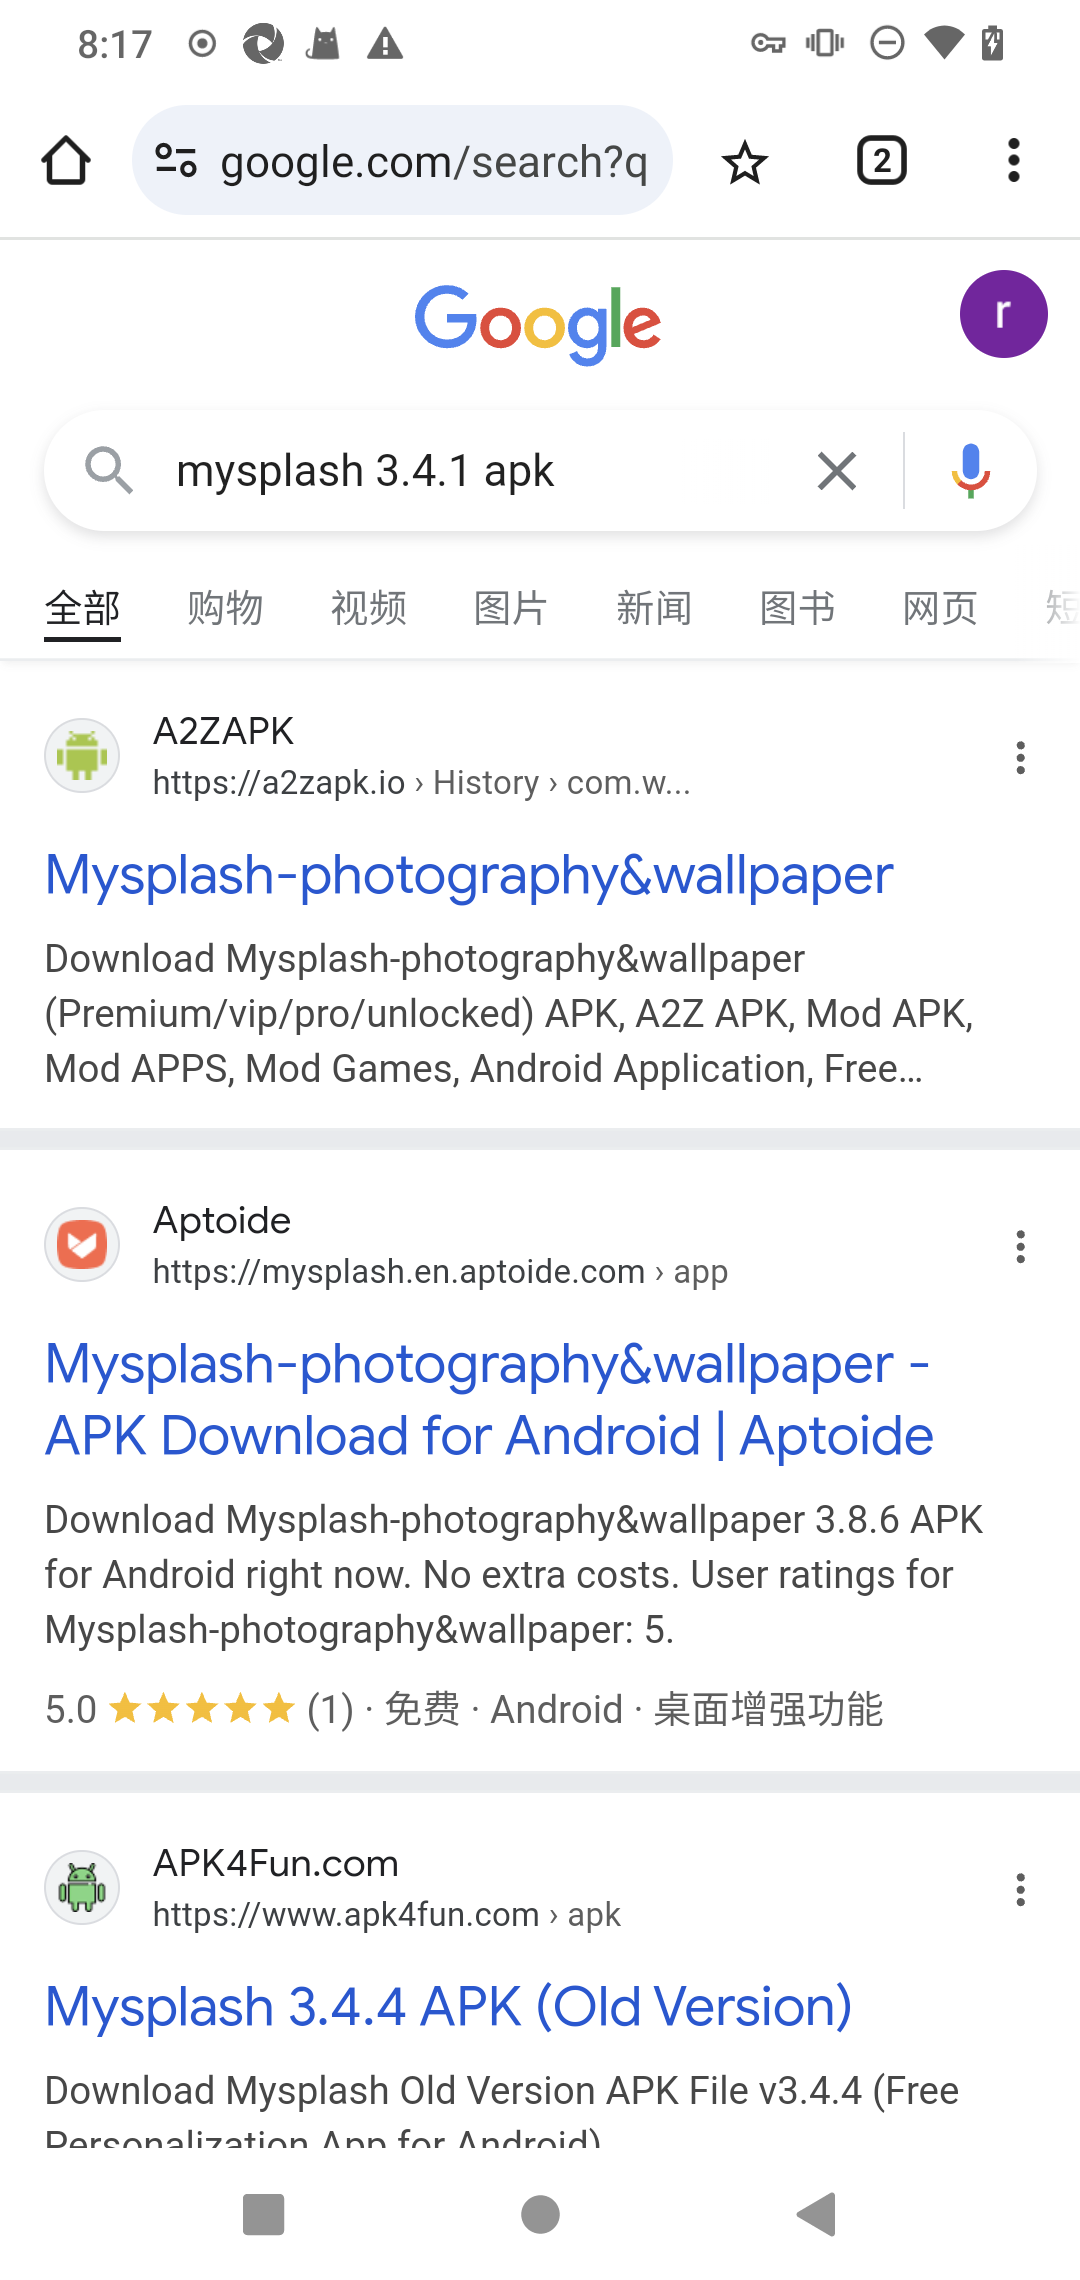 8:17
google.com/search?q
2
Google
r
mysplash 3.4.1 apk
全部 购物 视频 图片 新闻 图书 网页 短
A2ZAPK
https://a2zapk.io › History › com.w...
Mysplash-photography&wallpaper
Download Mysplash-photography&wallpaper
(Premium/vip/pro/unlocked) APK, A2Z APK, Mod APK,
Mod APPS, Mod Games, Android Application, Free...
Aptoide
https://mysplash.en.aptoide.com › app
Mysplash-photography&wallpaper -
APK Download for Android | Aptoide
Download Mysplash-photography&wallpaper 3.8.6 APK
for Android right now. No extra costs. User ratings for
Mysplash-photography&wallpaper: 5.
5.0 ★★★★★ (1) · 免费 · Android · 桌面增强功能
APK4Fun.com
https://www.apk4fun.com › apk
Mysplash 3.4.4 APK (Old Version)
Download Mysplash Old Version APK File v3.4.4 (Free
Personalization App for Android)